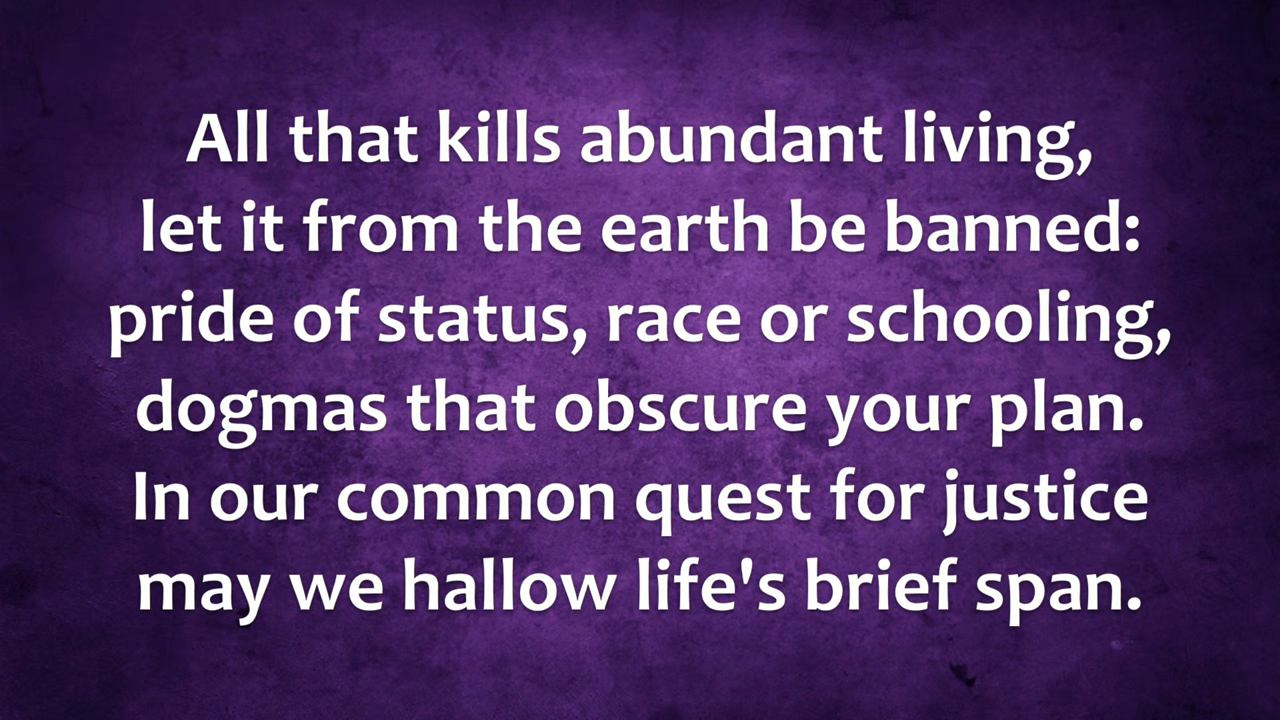 All that kills abundant living,
let it from the earth be banned:
pride of status, race or schooling,
dogmas that obscure your plan.
In our common quest for justice
may we hallow life's brief span.